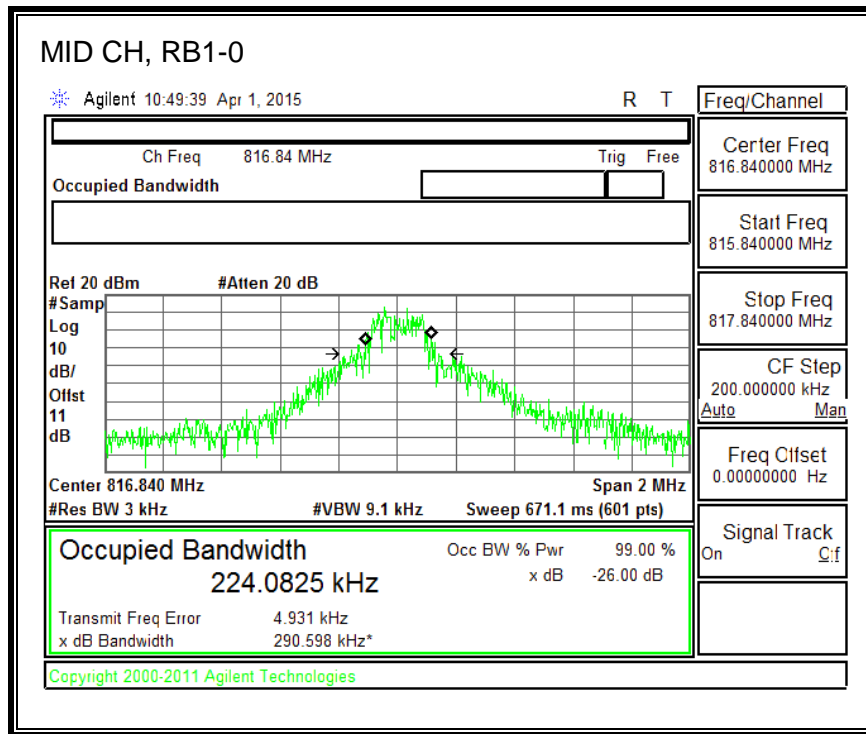 MID CH, RB1-0
Agilent 10:49:39 Apr 1, 2015 R T
Freq/Channel
Ch Freq 816.84 MHz Trig Free
Occupied Bandwidth
Center Freq
816.840000 MHz
Start Freq
815.840000 MHz
Stop Freq
817.840000 MHz
CF Step
200.000000 kHz
Auto Man
Freq Offset
0.00000000 Hz
Signal Track
On Off
Ref 20 dBm #Atten 20 dB
#Samp
Log
10
dB/
Offst
11
dB
Center 816.840 MHz Span 2 MHz
#Res BW 3 kHz #VBW 9.1 kHz Sweep 671.1 ms (601 pts)
Occupied Bandwidth
224.0825 kHz
Occ BW % Pwr 99.00 %
x dB -26.00 dB
Transmit Freq Error 4.931 kHz
x dB Bandwidth 290.598 kHz*
Copyright 2000-2011 Agilent Technologies